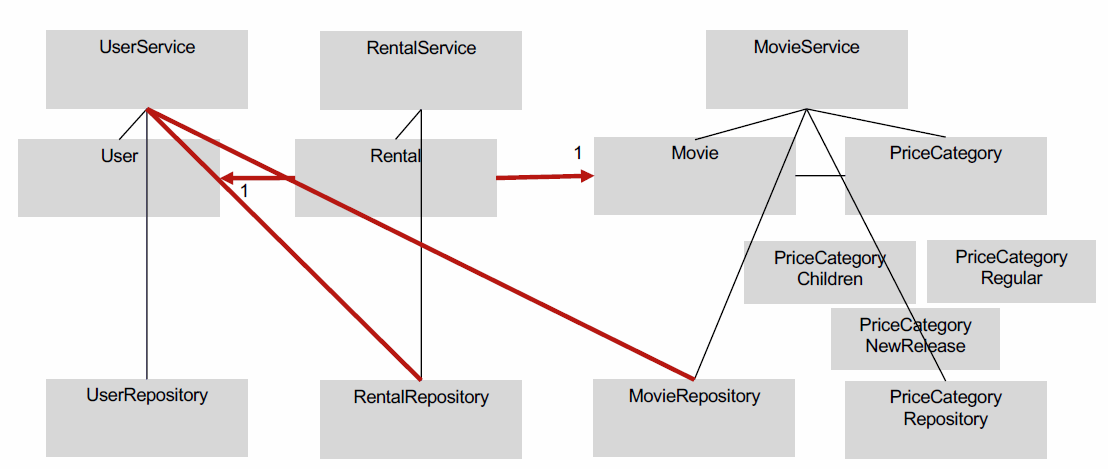 UserService
RentalService
MovieService
User
Rental
1
Movie
PriceCategory
1
PriceCategory
Children
PriceCategory
Regular
PriceCategory
NewRelease
UserRepository
RentalRepository
MovieRepository
PriceCategory
Repository